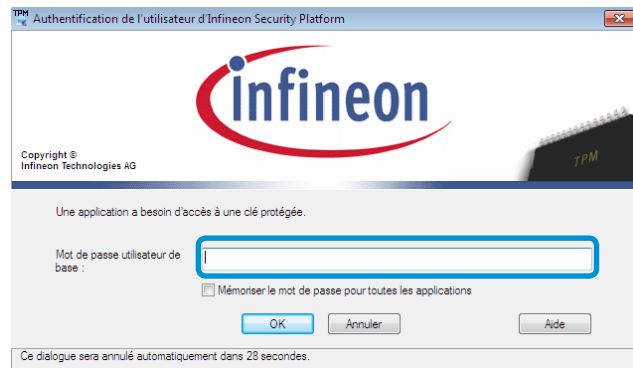 TPM Authentification de l'utilisateur d'Infineon Security Platform
infineon
Copyright ©
Infineon Technologies AG
TPM
Une application a besoin d'accès à une clé protégée.
Mot de passe utilisateur de
base :
Mémoriser le mot de passe pour toutes les applications
OK Annuler Aide
Ce dialogue sera annulé automatiquement dans 28 secondes.